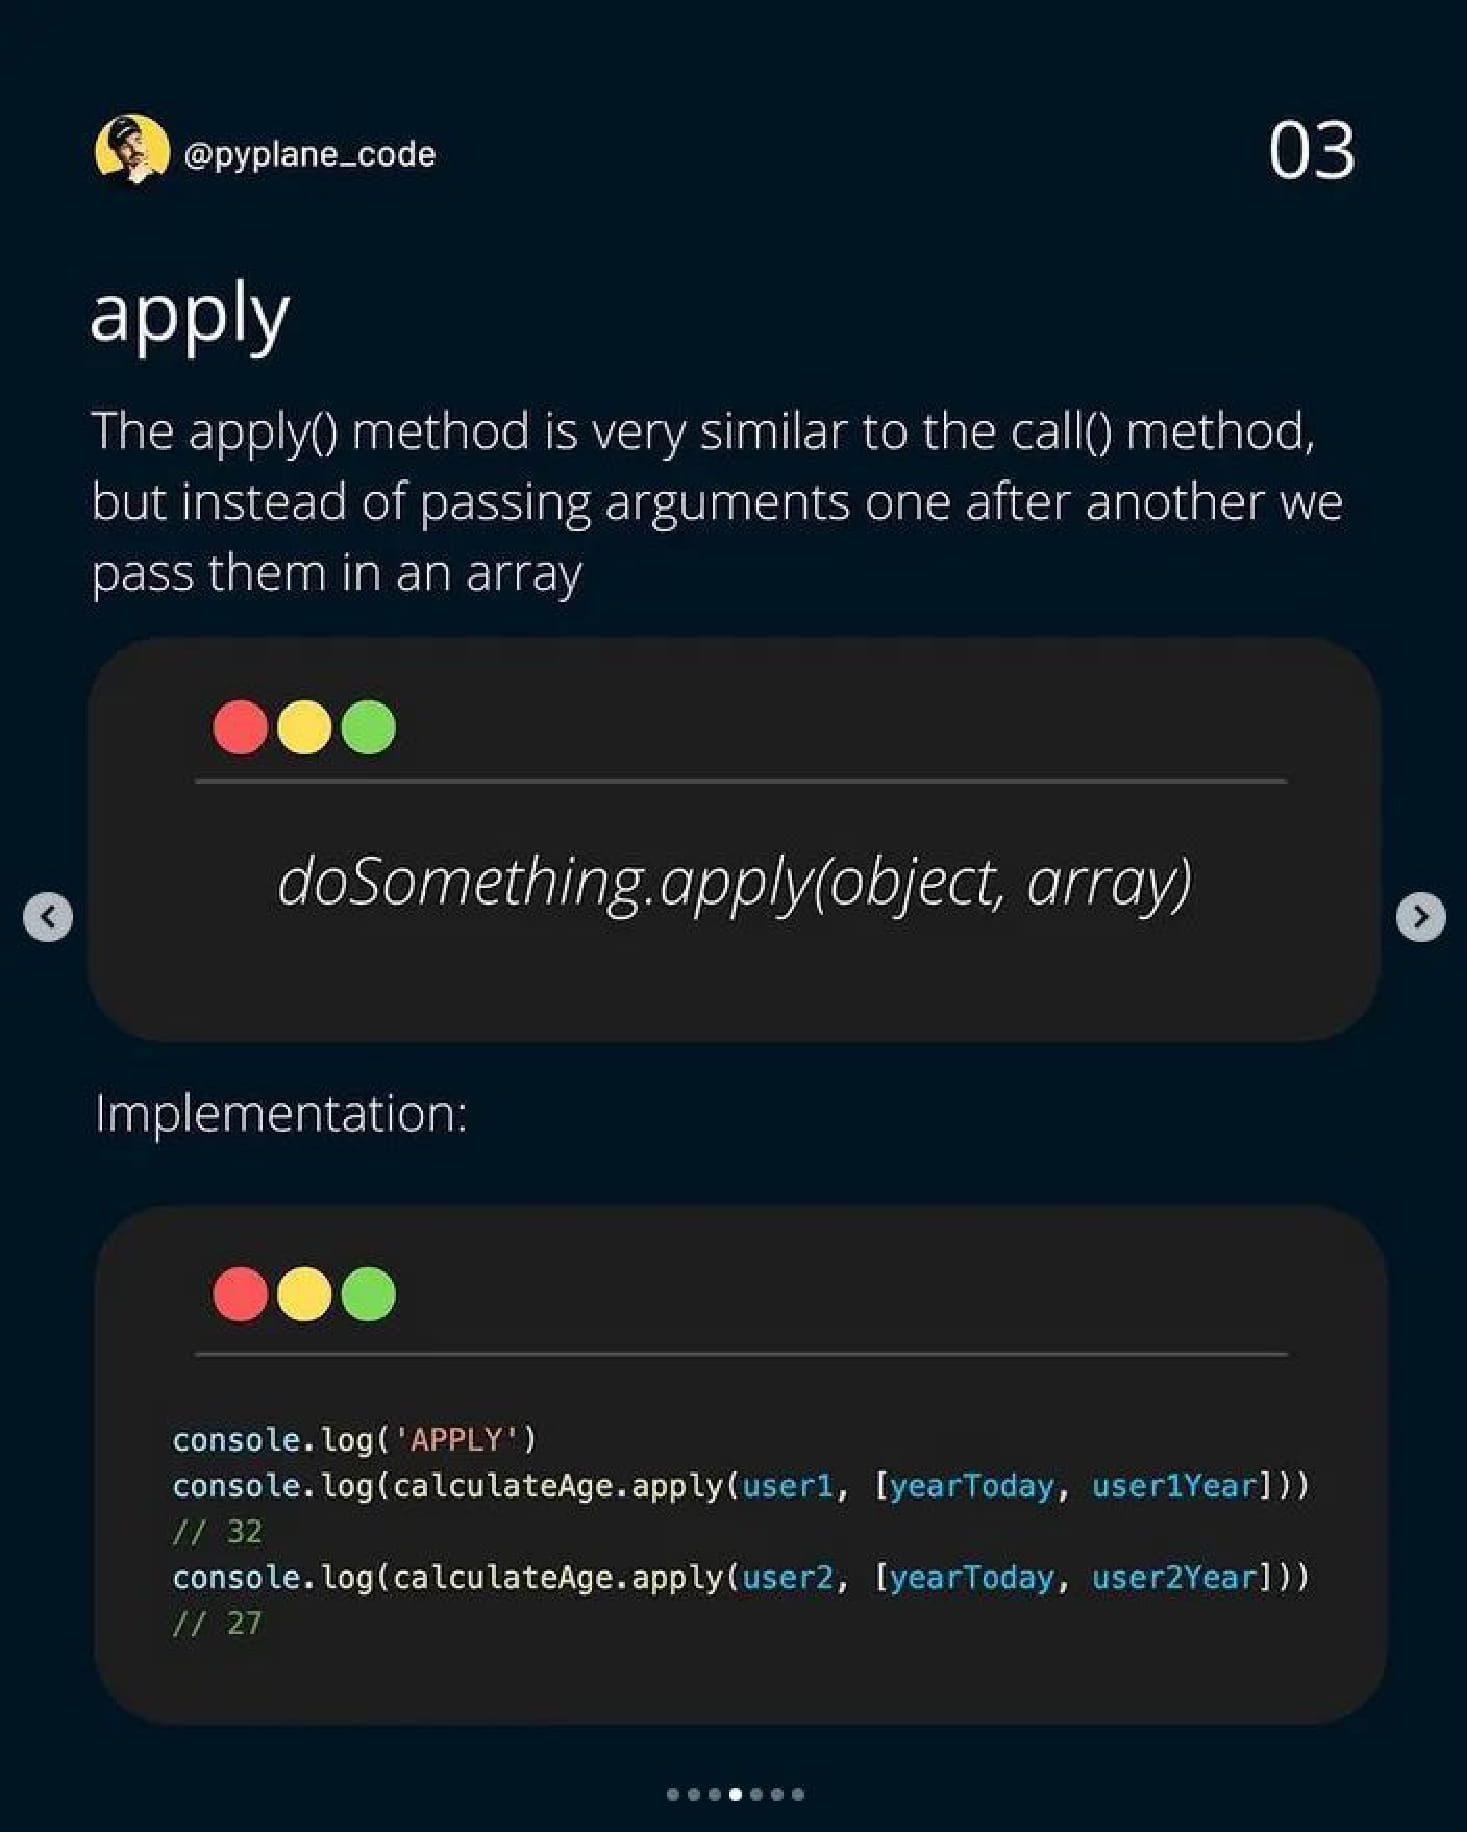 @pyplane_code
03
apply
The apply() method is very similar to the call() method,
but instead of passing arguments one after another we
pass them in an array
doSomething.apply(object, array)
Implementation:
console.log('APPLY')
console.log(calculateAge.apply(user1, [yearToday, user1Year]))
// 32
console.log(calculateAge.apply(user2, [yearToday, user2Year]))
// 27